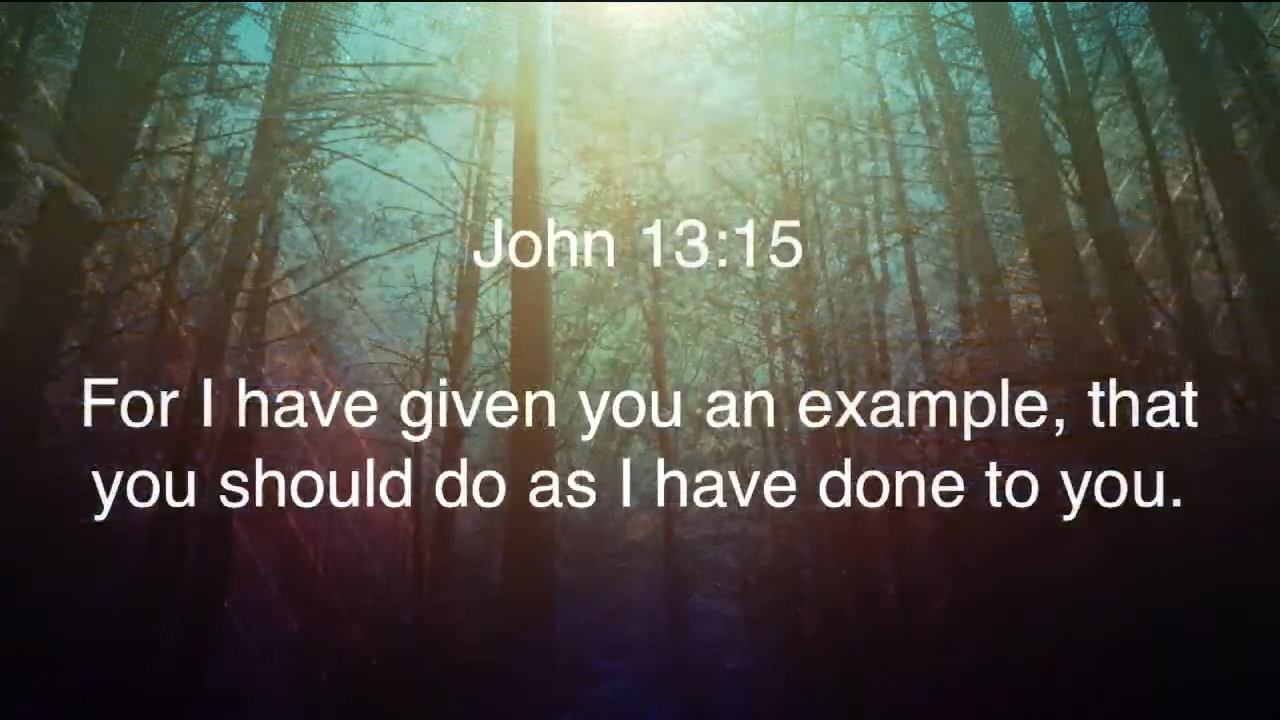 John 13:15
For I have given you an example, that
you should do as I have done to you.